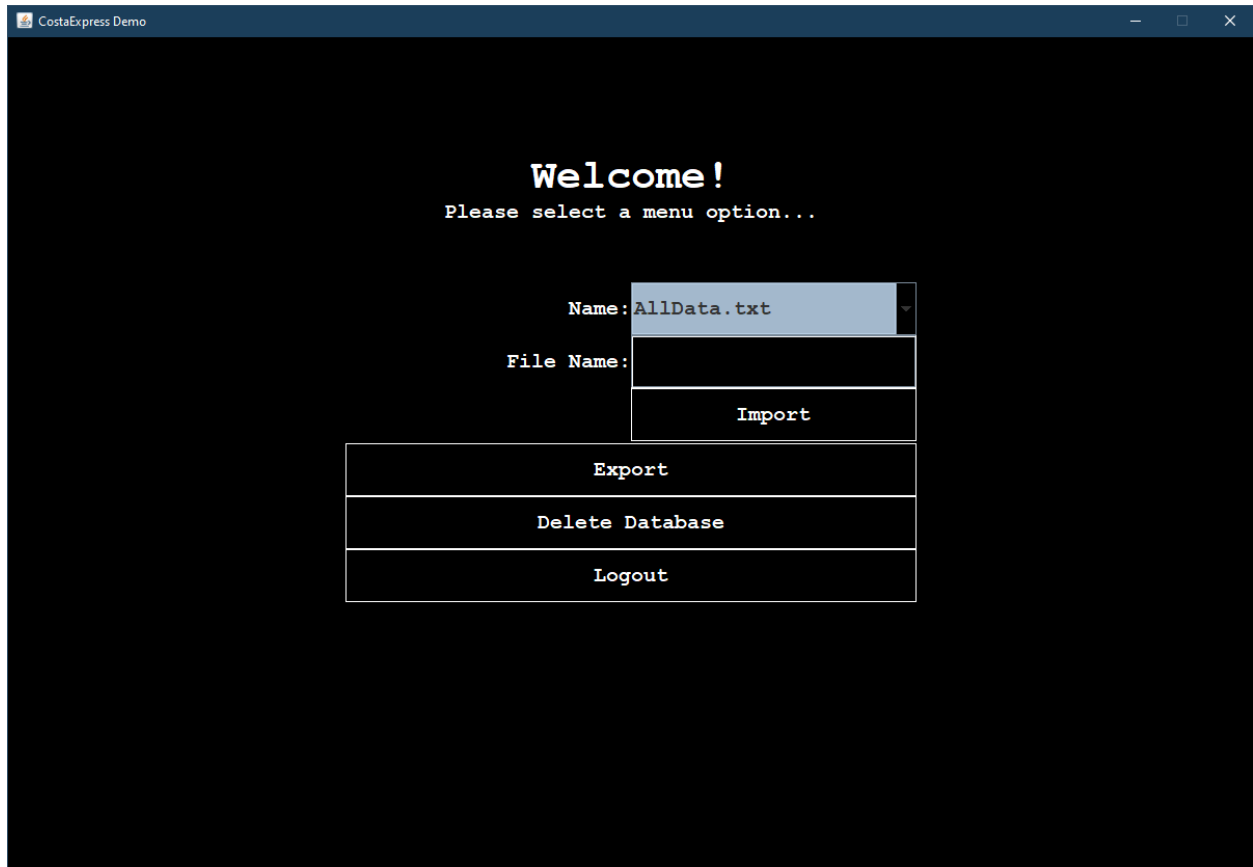 CostaExpress Demo
Welcome!
Please select a menu option...
Name: AllData.txt
File Name:
Import
Export
Delete Database
Logout